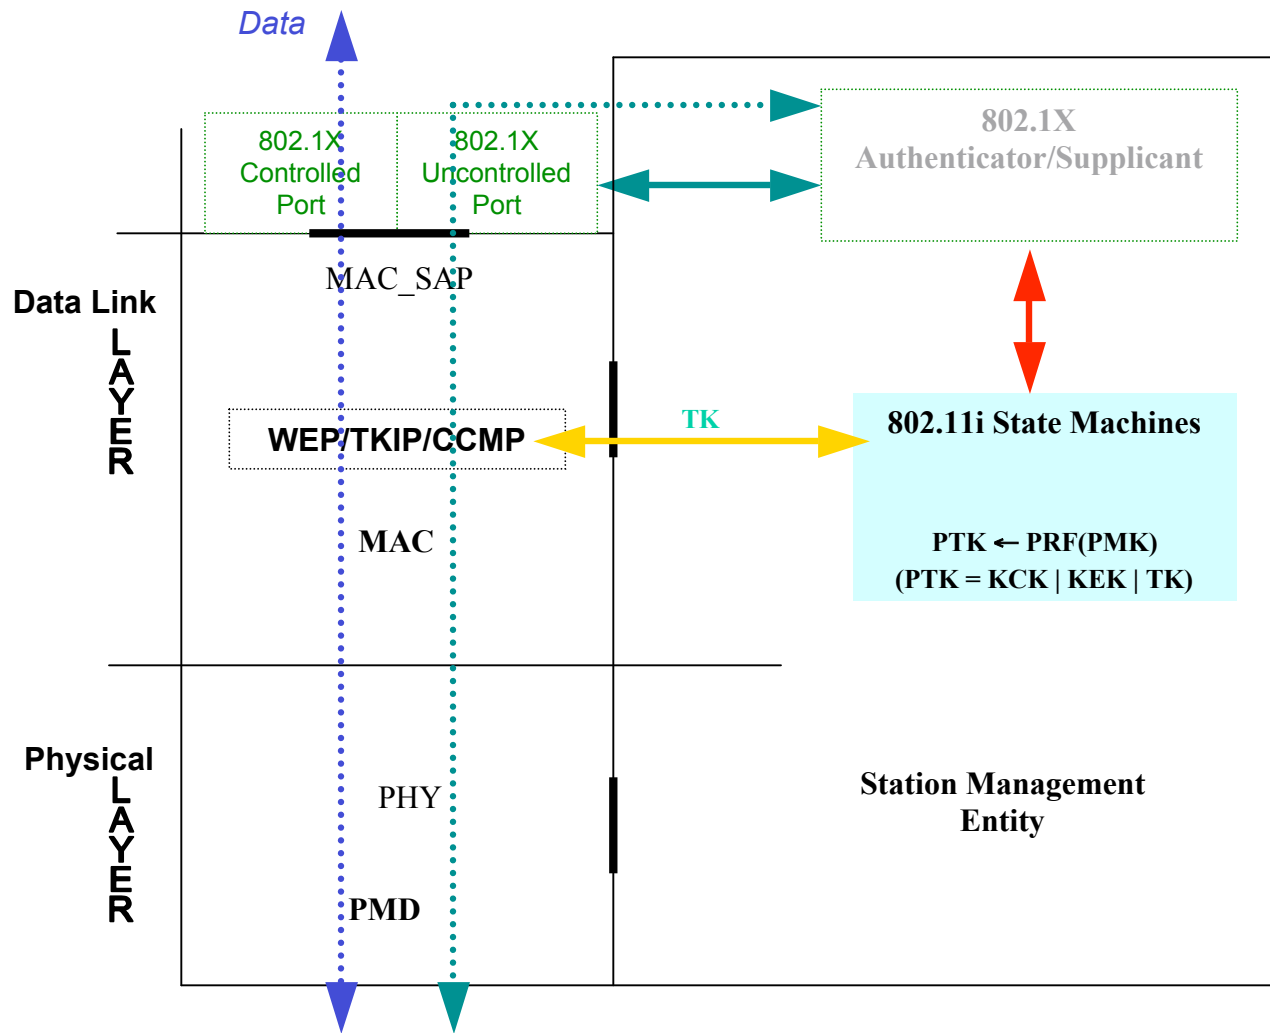 Data
802.1X
Controlled
Port
802.1X
Uncontrolled
Port
802.1X
Authenticator/Supplicant
MAC_SAP
Data Link
LAYER
TK
802.11i State Machines
WEP/TKIP/CCMP
MAC
PTK ← PRF(PMK)
(PTK = KCK | KEK | TK)
Physical
LAYER
PHY
Station Management
Entity
PMD